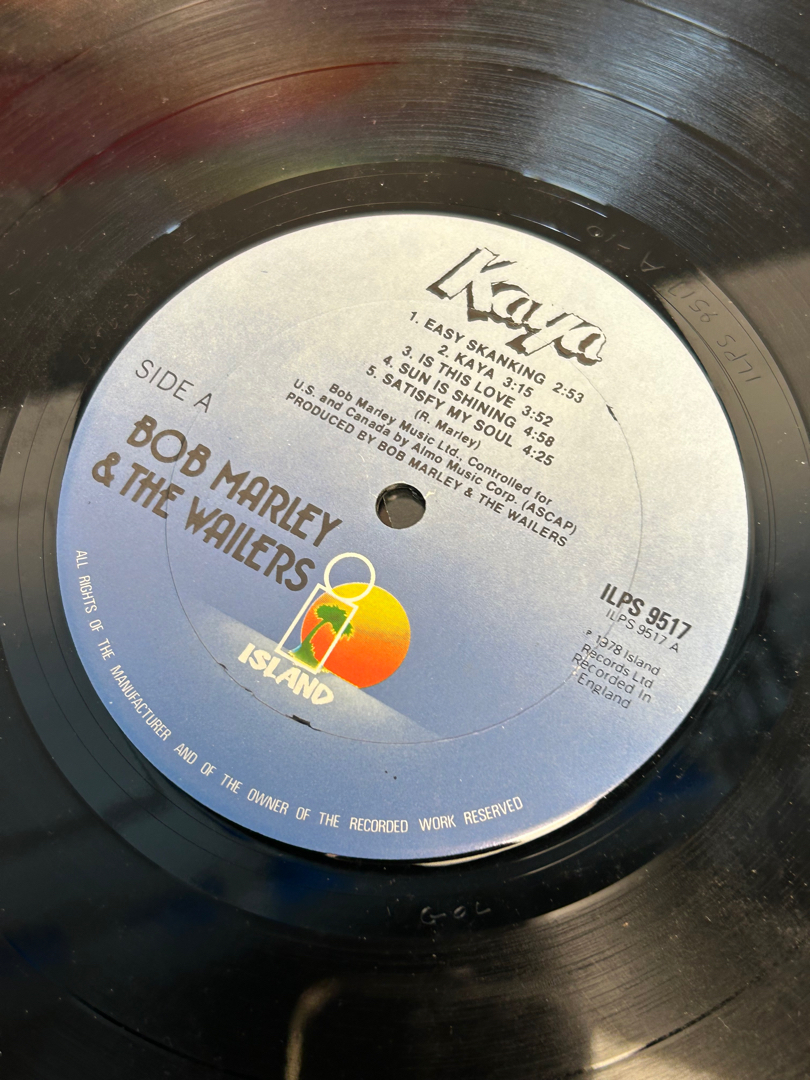 Kaya
1. EASY SKANKING 2:53
2. KAYA 3:15
3. IS THIS LOVE 3:52
4. SUN IS SHINING 4:58
5. SATISFY MY SOUL 4:25
(R. Marley)
Bob Marley Music Ltd., Controlled for
U.S. and Canada by Almo Music Corp. (ASCAP)
PRODUCED BY BOB MARLEY & THE WAILERS
SIDE A
BOB MARLEY
& THE WAILERS
ISLAND
ILPS 9517
ILPS 9517 A
℗ 1978 Island
Records Ltd
Recorded in
England
ALL RIGHTS OF THE MANUFACTURER AND OF THE OWNER OF THE RECORDED WORK RESERVED
ILPS 9517 A-10